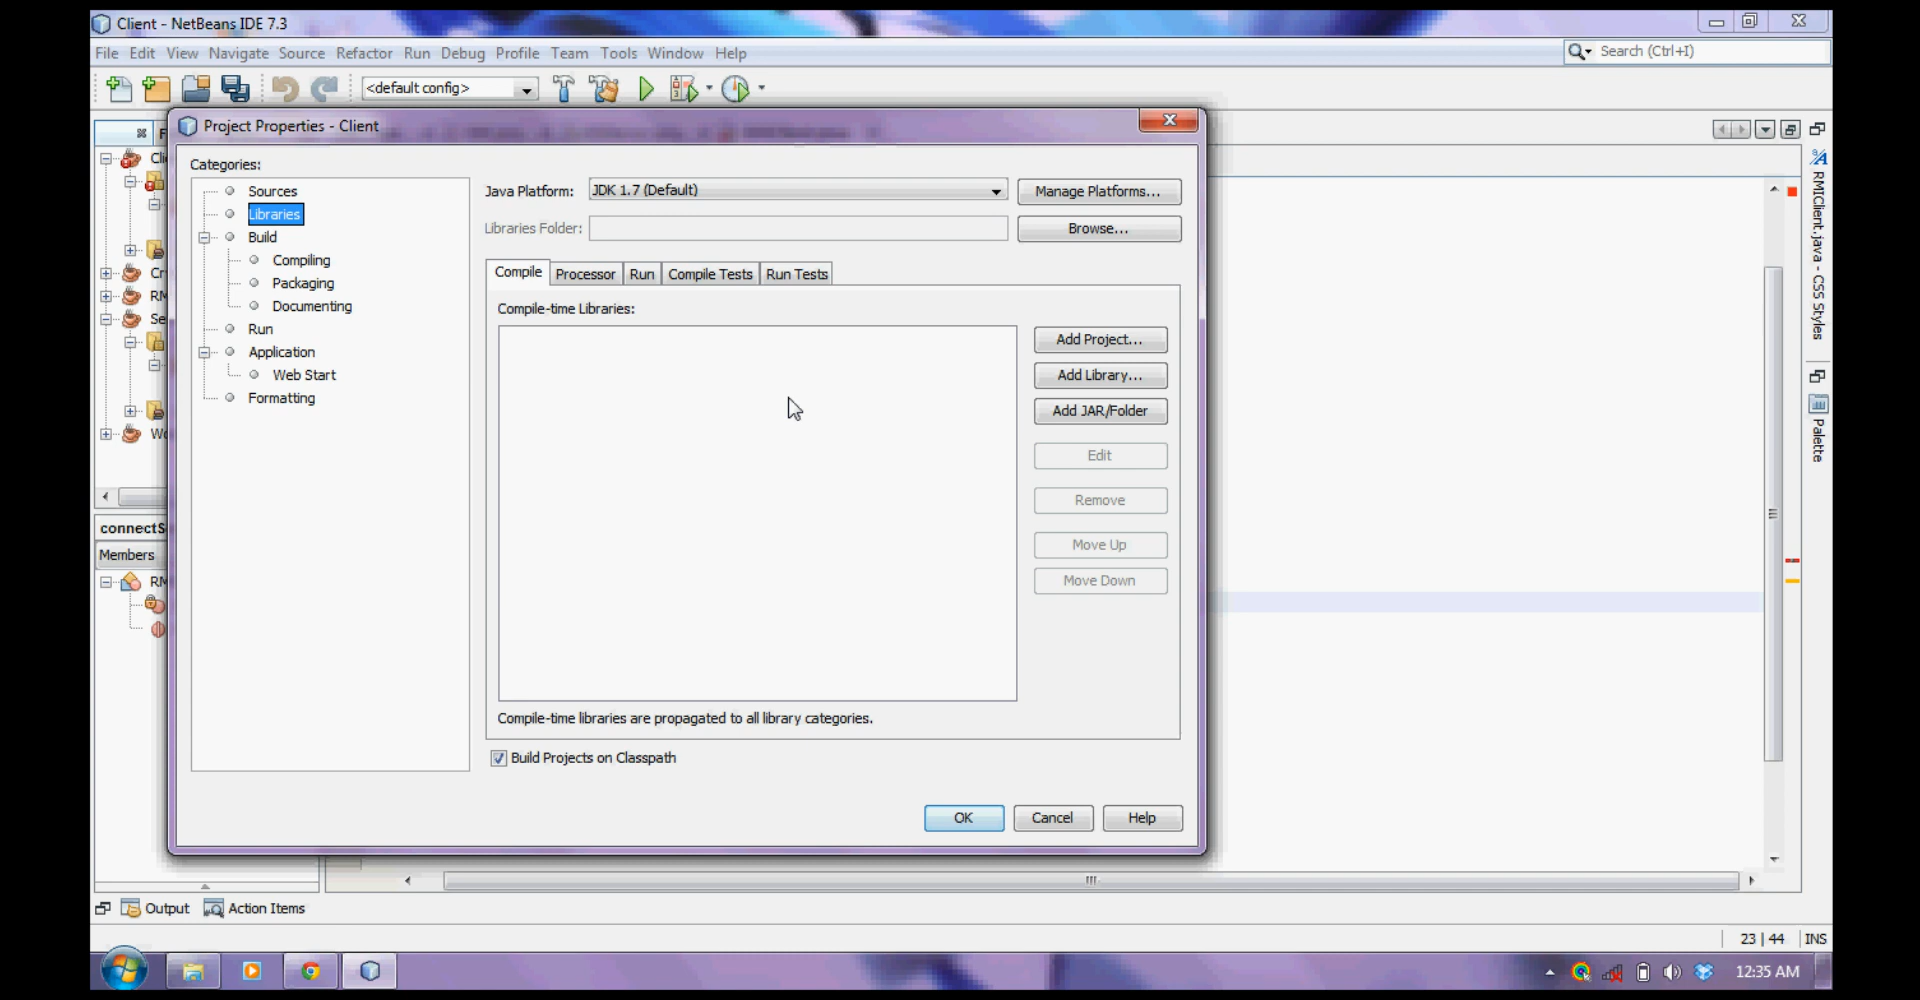 Client - NetBeans IDE 7.3
File Edit View Navigate Source Refactor Run Debug Profile Team Tools Window Help
Search (Ctrl+I)
<default config>
Project Properties - Client
Categories:
Sources
Libraries
Build
Compiling
Packaging
Documenting
Run
Application
Web Start
Formatting
Java Platform: JDK 1.7 (Default) Manage Platforms...
Libraries Folder: Browse...
Compile Processor Run Compile Tests Run Tests
Compile-time Libraries:
Add Project...
Add Library...
Add JAR/Folder
Edit
Remove
Move Up
Move Down
Compile-time libraries are propagated to all library categories.
Build Projects on Classpath
OK Cancel Help
Members
RMIClient.java - CSS Styles
Palette
Output Action Items
23 | 44 INS
12:35 AM